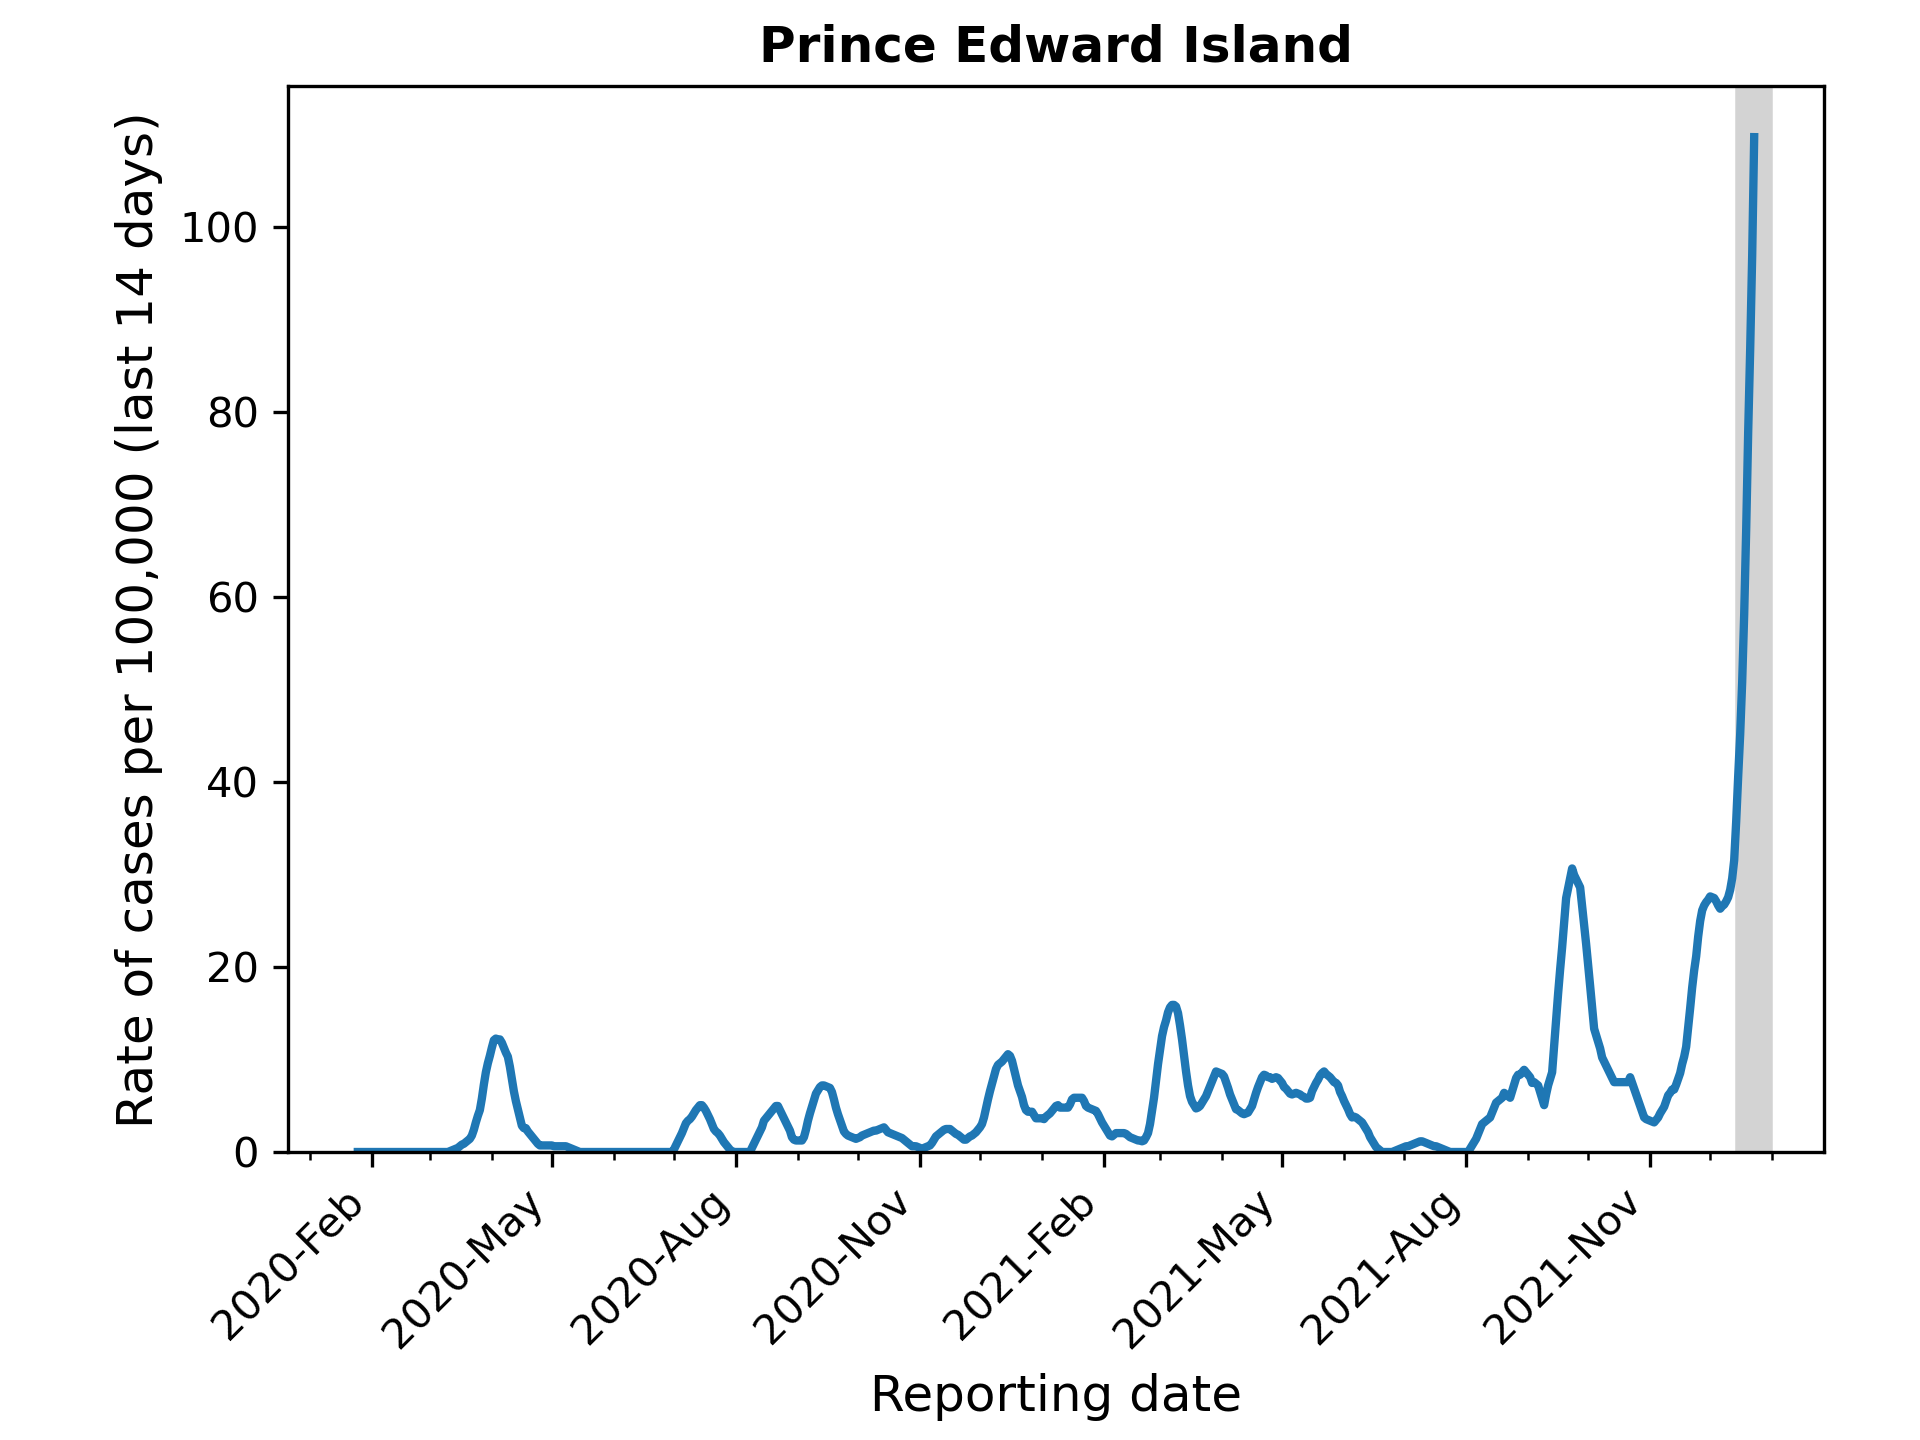 Prince Edward Island
Rate of cases per 100,000 (last 14 days)
100
80
60
40
20
0
2020-Feb
2020-May
2020-Aug
2020-Nov
2021-Feb
2021-May
2021-Aug
2021-Nov
Reporting date